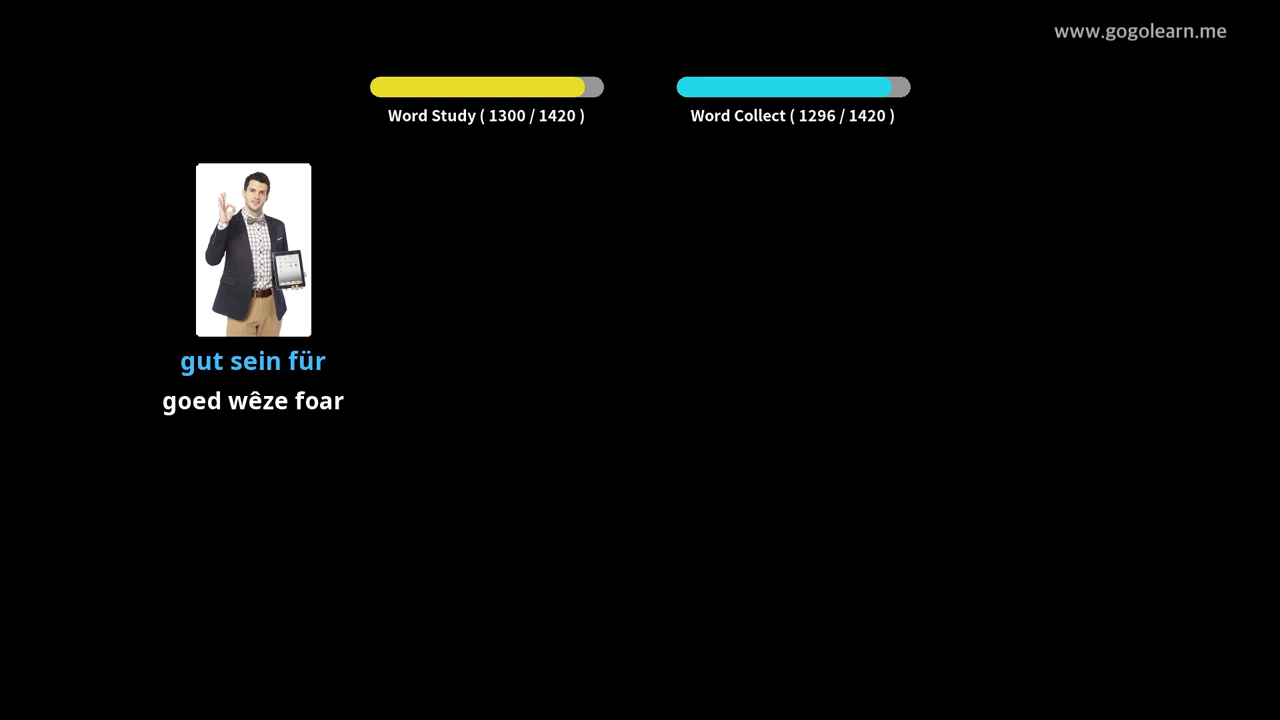 www.gogolearn.me
Word Study ( 1300 / 1420 )
Word Collect ( 1296 / 1420 )
gut sein für
goed wêze foar